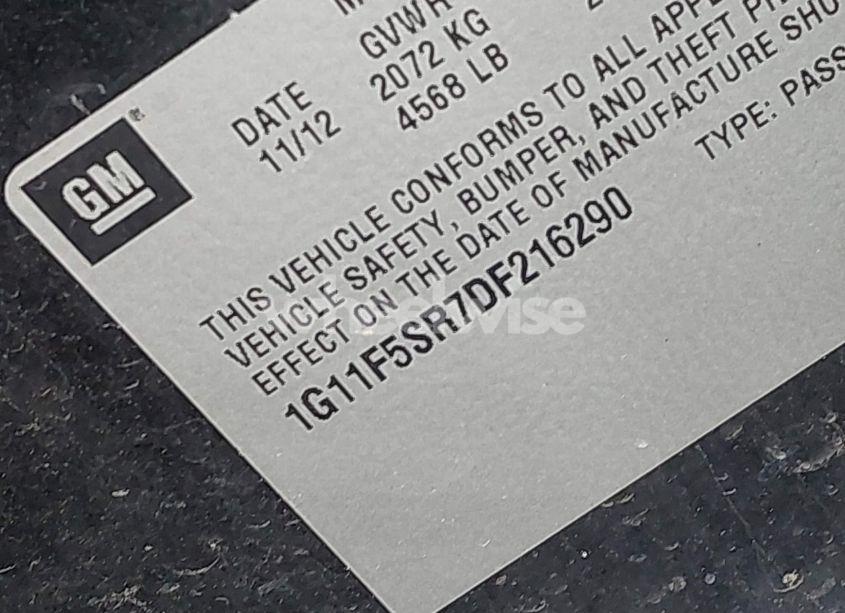 GVWR
DATE 2072 KG
11/12 4568 LB
GM
THIS VEHICLE CONFORMS TO ALL
VEHICLE SAFETY, BUMPER, AND THEFT
EFFECT ON THE DATE OF MANUFACTURE
1G11F5SR7DF216290 TYPE: